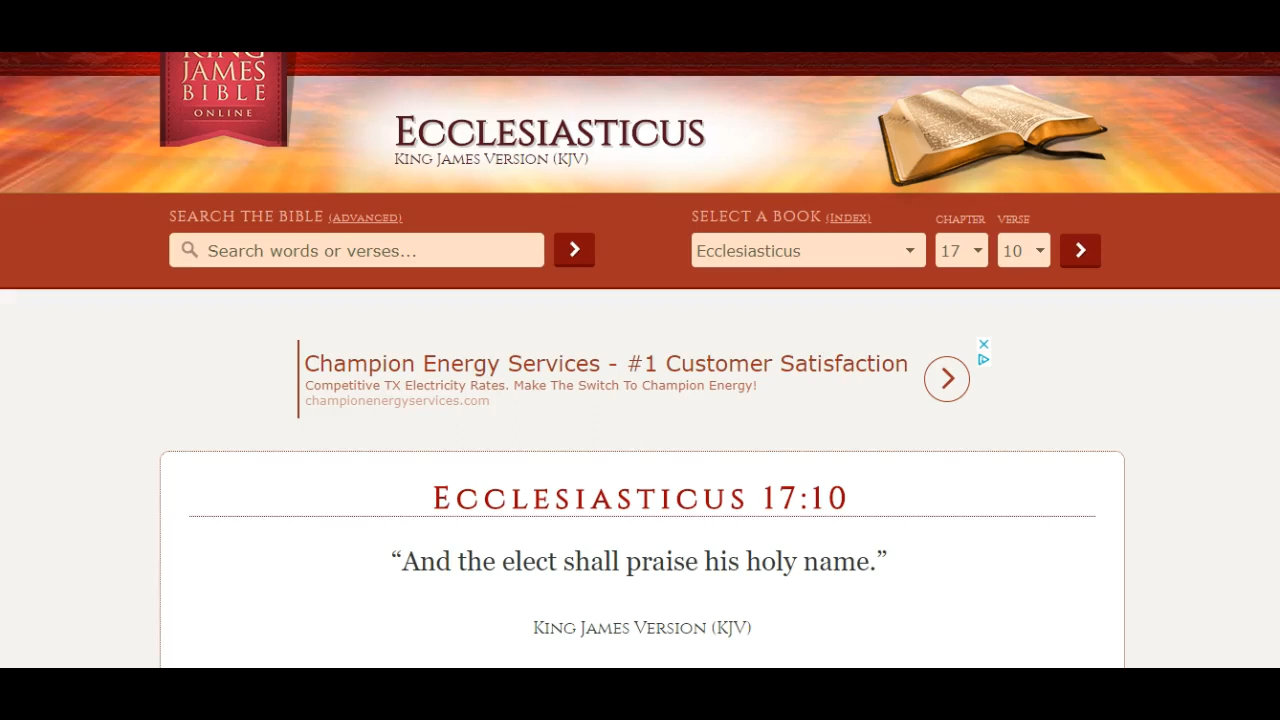 KING
JAMES
BIBLE
ONLINE
Ecclesiasticus
King James Version (KJV)
Search the Bible (Advanced)
Select a Book (Index)
Chapter
Verse
Search words or verses...
Ecclesiasticus
17
10
Champion Energy Services - #1 Customer Satisfaction
Competitive TX Electricity Rates. Make The Switch To Champion Energy!
championenergyservices.com
Ecclesiasticus 17:10
“And the elect shall praise his holy name.”
King James Version (KJV)